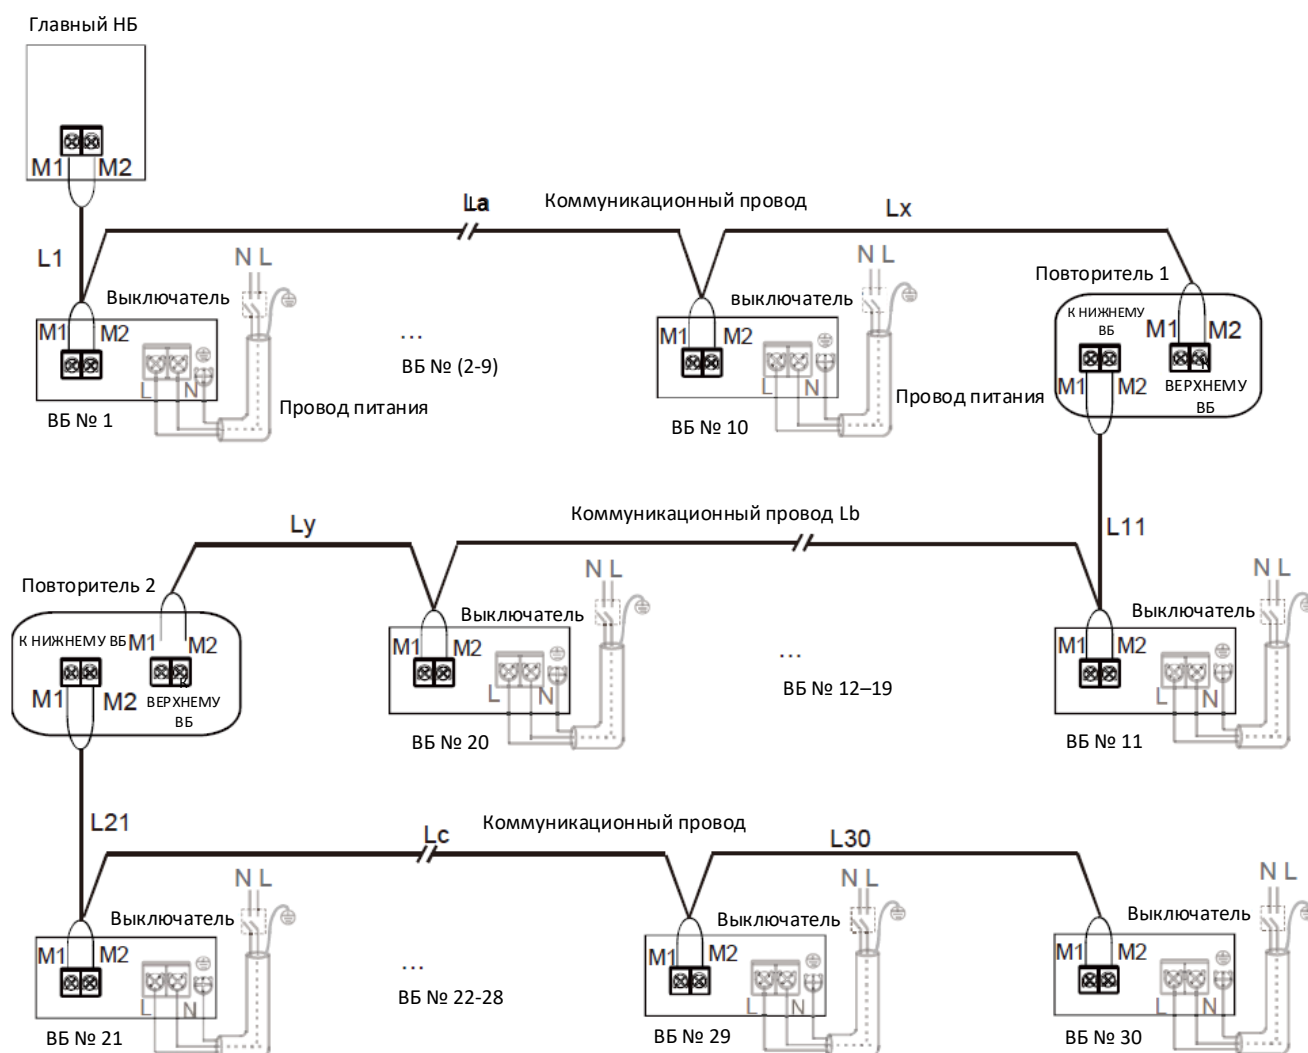 Главный НБ
M1 M2
La
Коммуникационный провод
Lx
L1
N L
N L
Повторитель 1
Выключатель
выключатель
К НИЖНЕМУ
ВБ
M1 M2
M1 M2
M1 M2
...
ВБ № (2-9)
M1 M2
ВЕРХНЕМУ
ВБ
L N
L N
Провод питания
Провод питания
ВБ № 1
ВБ № 10
Ly
Коммуникационный провод Lb
L11
N L
N L
Повторитель 2
Выключатель
Выключатель
К НИЖНЕМУ ВБ
M1 M2
M1 M2
M1 M2
...
M1 M2
К
ВЕРХНЕМУ
ВБ
L N
ВБ № 12–19
L N
ВБ № 20
ВБ № 11
L21
Lc
Коммуникационный провод
L30
N L
N L
N L
Выключатель
Выключатель
Выключатель
M1 M2
M1 M2
M1 M2
...
ВБ № 22-28
L N
L N
L N
ВБ № 21
ВБ № 29
ВБ № 30